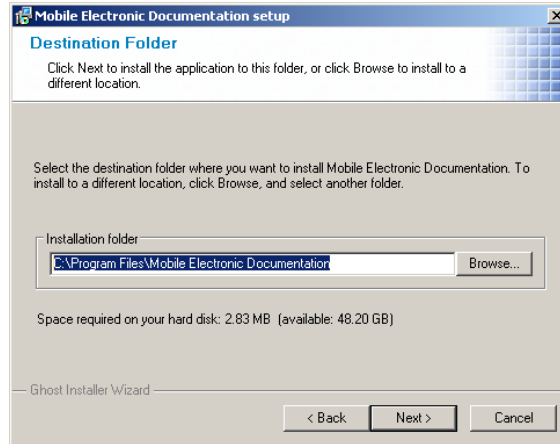 Mobile Electronic Documentation setup
Destination Folder
Click Next to install the application to this folder, or click Browse to install to a
different location.
Select the destination folder where you want to install Mobile Electronic Documentation. To
install to a different location, click Browse, and select another folder.
Installation folder
C:\Program Files\Mobile Electronic Documentation
Browse...
Space required on your hard disk: 2.83 MB (available: 48.20 GB)
Ghost Installer Wizard
< Back
Next >
Cancel